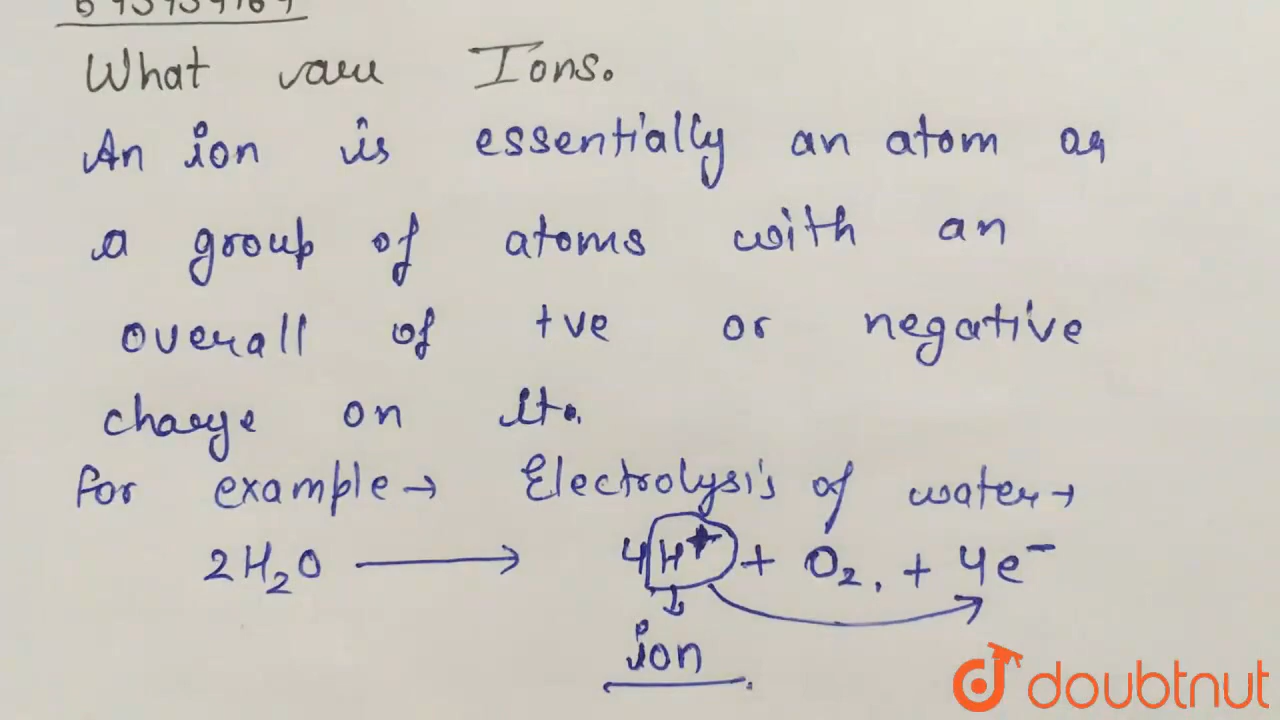 What are Ions.
An ion is essentially an atom or
a group of atoms with an
overall of +ve or negative
charge on it.
For example → Electrolysis of water →
2H₂O ⟶ 4H⁺ + O₂ + 4e⁻
ion
doubtnut